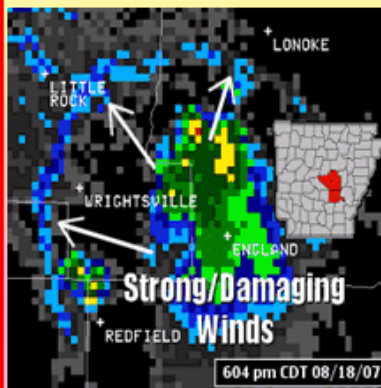 LONOKE
LITTLE
ROCK
WRIGHTSVILLE
ENGLAND
Strong/Damaging
Winds
REDFIELD
604 pm CDT 08/18/07